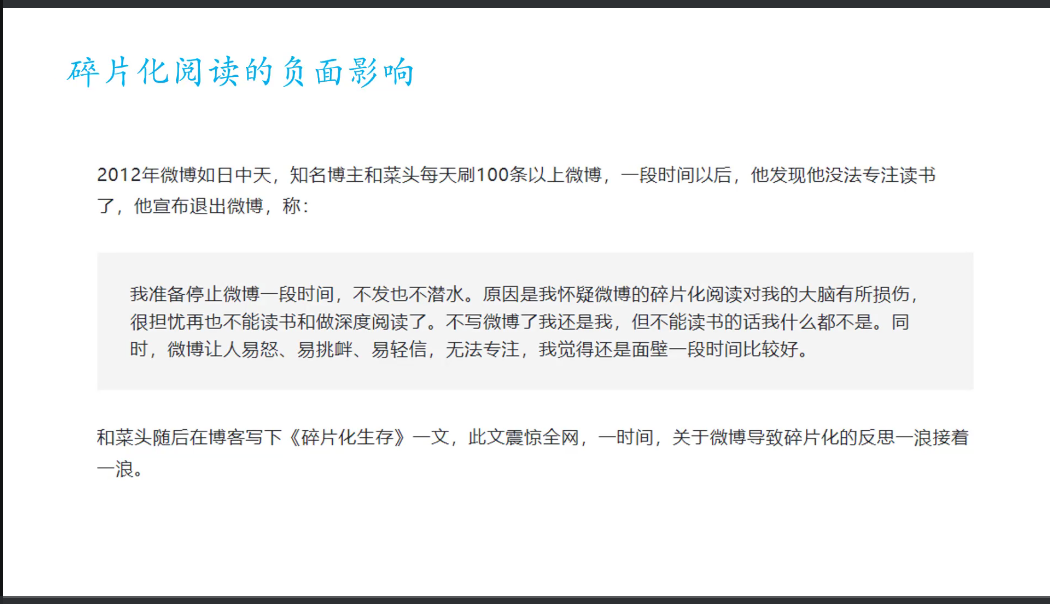 碎片化阅读的负面影响
2012年微博如日中天，知名博主和菜头每天刷100条以上微博，一段时间以后，他发现他没法专注读书
了，他宣布退出微博，称：
我准备停止微博一段时间，不发也不潜水。原因是我怀疑微博的碎片化阅读对我的大脑有所损伤，
很担忧再也不能读书和做深度阅读了。不写微博了我还是我，但不能读书的话我什么都不是。同
时，微博让人易怒、易挑衅、易轻信，无法专注，我觉得还是面壁一段时间比较好。
和菜头随后在博客写下《碎片化生存》一文，此文震惊全网，一时间，关于微博导致碎片化的反思一浪接着
一浪。